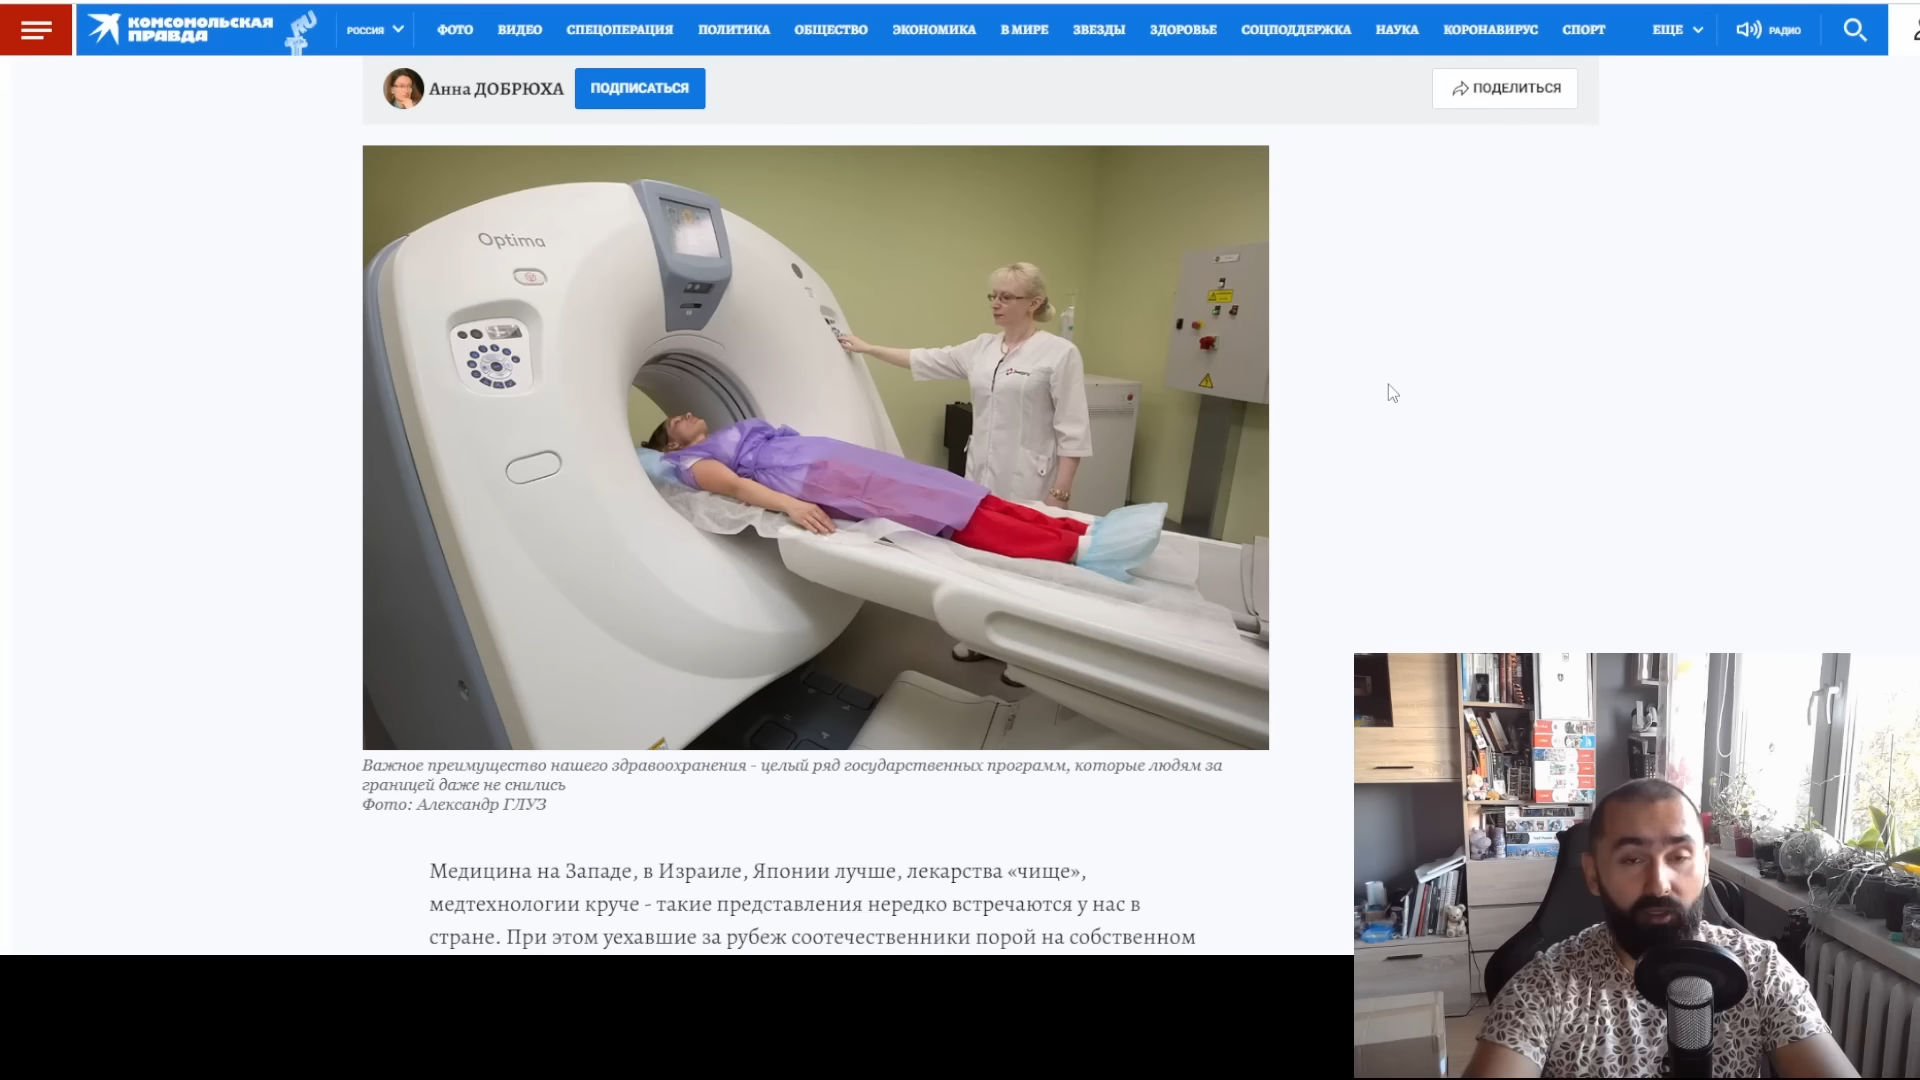 КОМСОМОЛЬСКАЯ
ПРАВДА
РОССИЯ
ФОТО
ВИДЕО
СПЕЦОПЕРАЦИЯ
ПОЛИТИКА
ОБЩЕСТВО
ЭКОНОМИКА
В МИРЕ
ЗВЕЗДЫ
ЗДОРОВЬЕ
СОЦПОДДЕРЖКА
НАУКА
КОРОНАВИРУС
СПОРТ
ЕЩЕ
РАДИО
Анна ДОБРЮХА
ПОДПИСАТЬСЯ
ПОДЕЛИТЬСЯ
Optima
Важное преимущество нашего здравоохранения - целый ряд государственных программ, которые людям за
границей даже не снились
Фото: Александр ГЛУЗ
Медицина на Западе, в Израиле, Японии лучше, лекарства «чище»,
медтехнологии круче - такие представления нередко встречаются у нас в
стране. При этом уехавшие за рубеж соотечественники порой на собственном